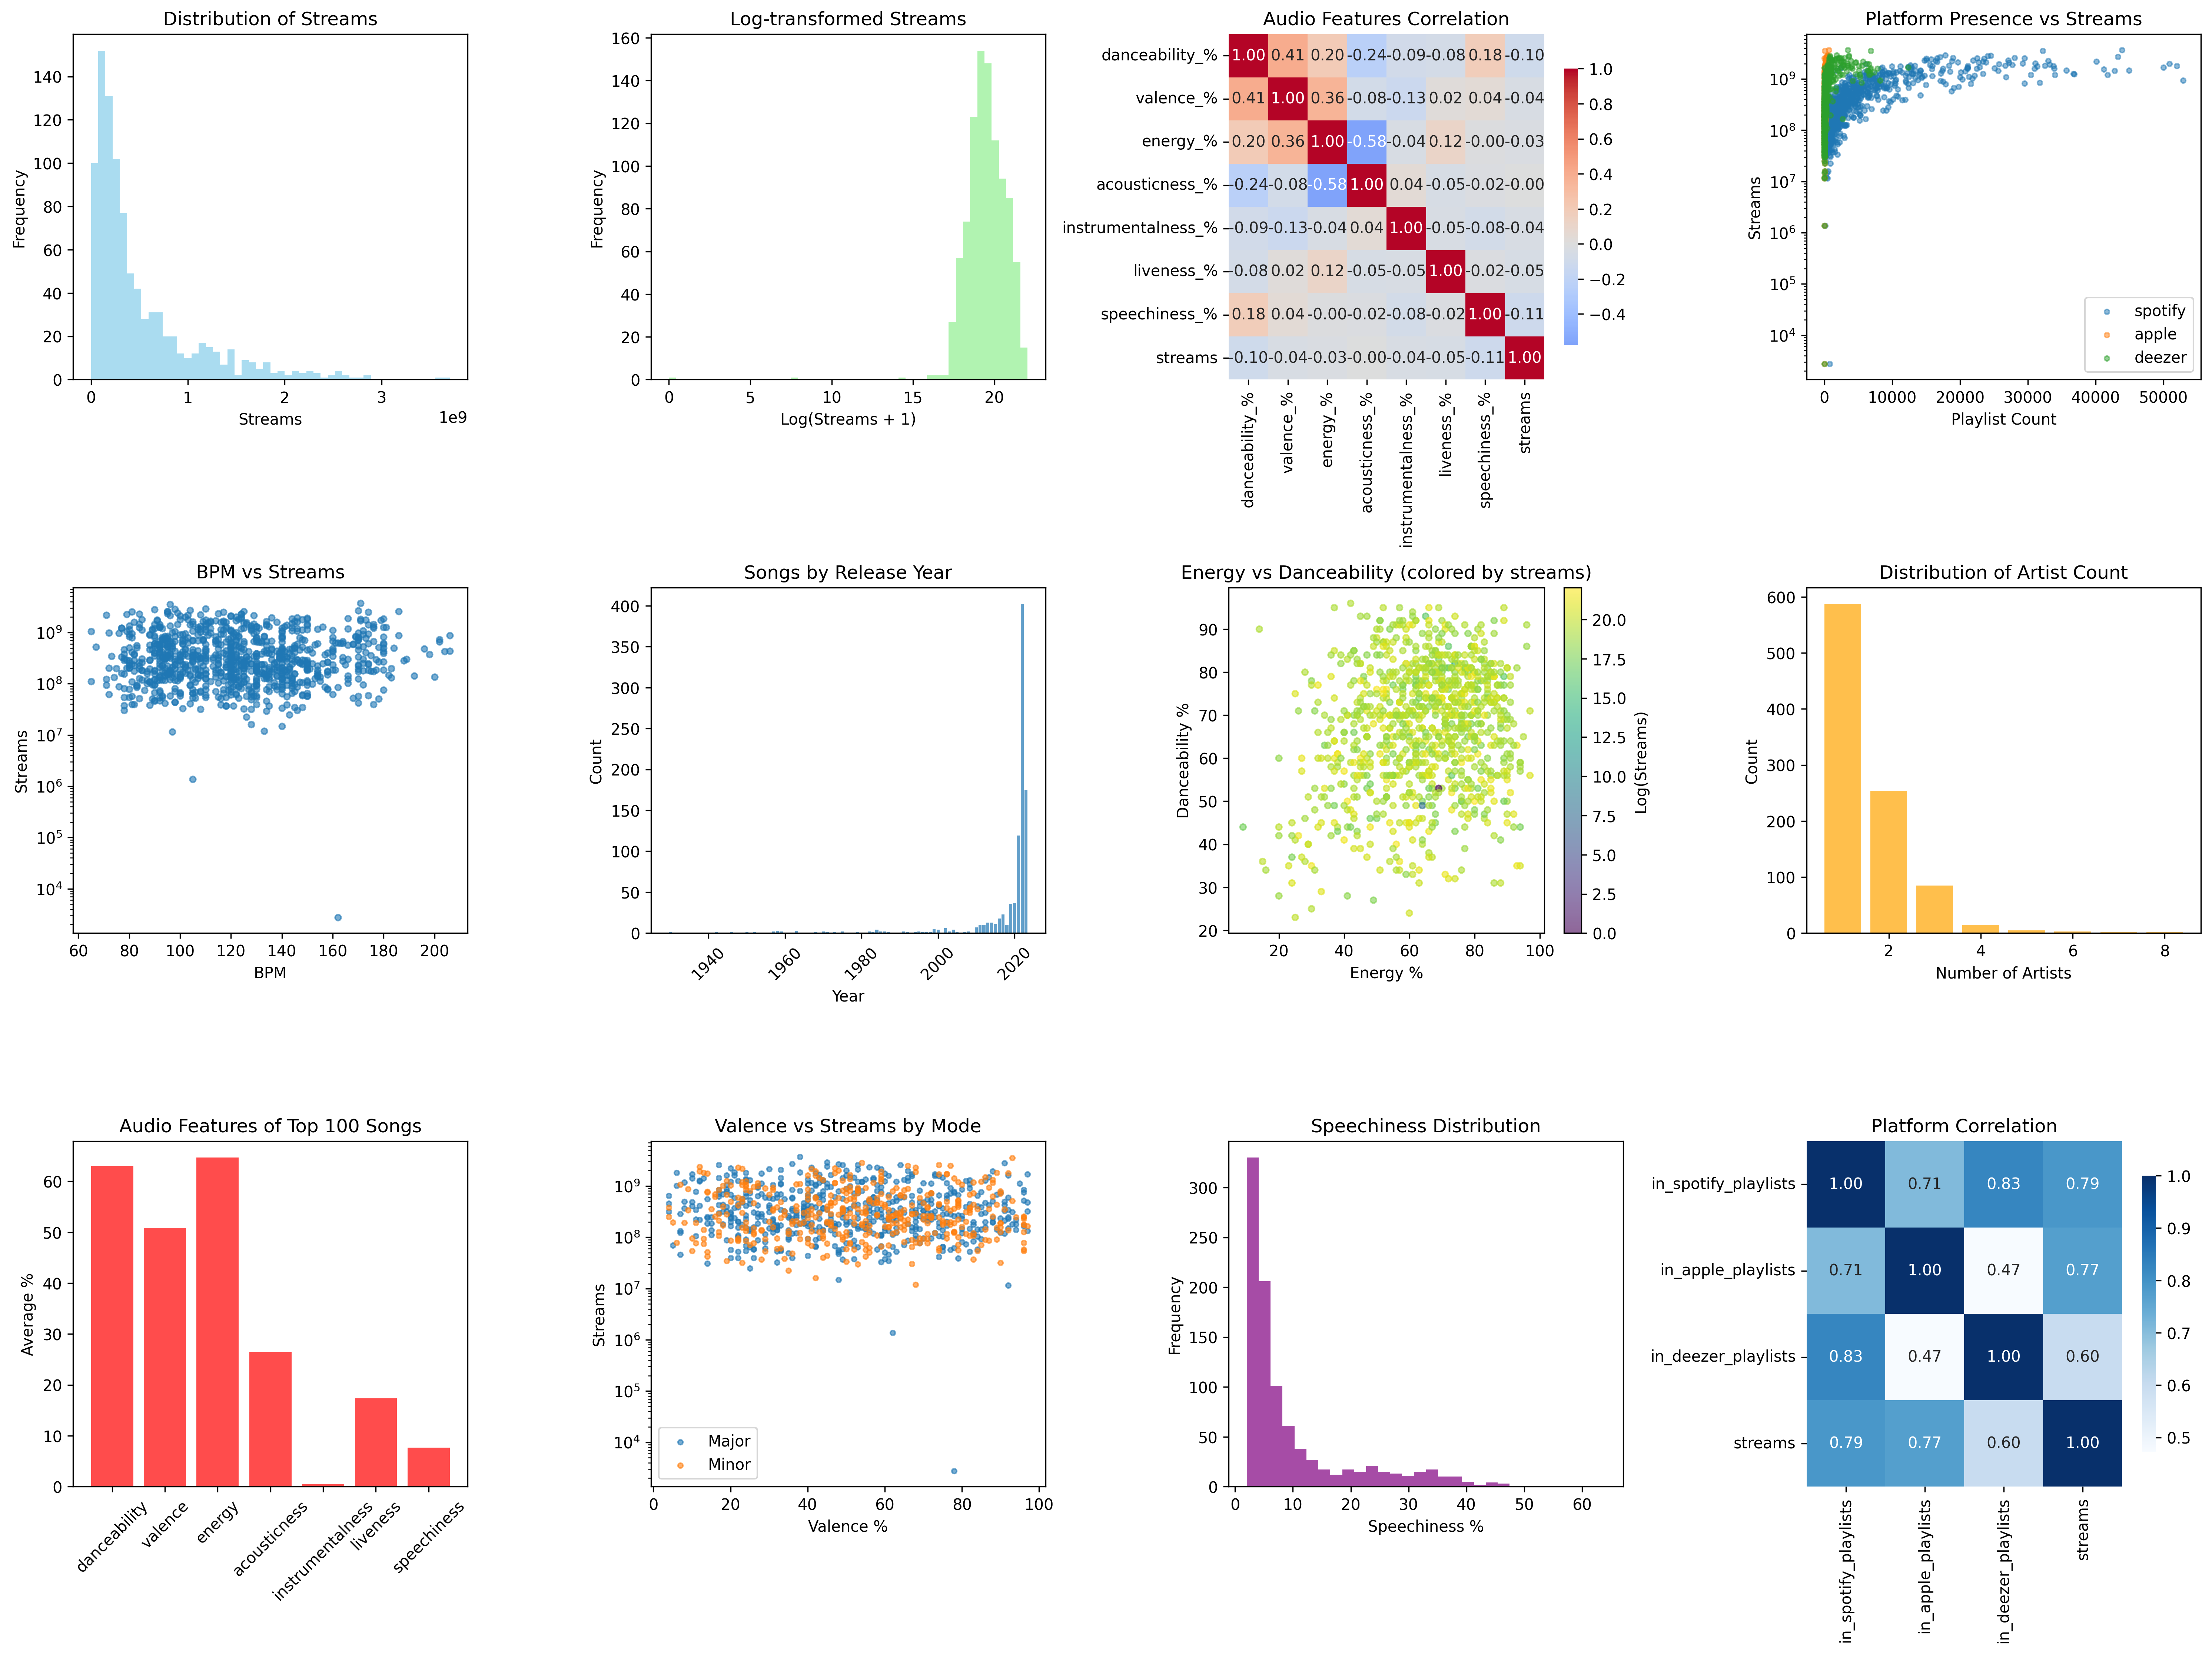 Distribution of Streams
Frequency
140
120
100
80
60
40
20
0
0 1 2 3
Streams
1e9
Log-transformed Streams
Frequency
160
140
120
100
80
60
40
20
0
0 5 10 15 20
Log(Streams + 1)
Audio Features Correlation
danceability_% 1.00 0.41 0.20 -0.24 -0.09 -0.08 0.18 -0.10
valence_% 0.41 1.00 0.36 -0.08 -0.13 0.02 0.04 -0.04
energy_% 0.20 0.36 1.00 -0.58 -0.04 0.12 -0.00 -0.03
acousticness_% -0.24 -0.08 -0.58 1.00 0.04 -0.05 -0.02 -0.00
instrumentalness_% -0.09 -0.13 -0.04 0.04 1.00 -0.05 -0.08 -0.04
liveness_% -0.08 0.02 0.12 -0.05 -0.05 1.00 -0.02 -0.05
speechiness_% 0.18 0.04 -0.00 -0.02 -0.08 -0.02 1.00 -0.11
streams -0.10 -0.04 -0.03 -0.00 -0.04 -0.05 -0.11 1.00
danceability_%
valence_%
energy_%
acousticness_%
instrumentalness_%
liveness_%
speechiness_%
streams
1.0
0.8
0.6
0.4
0.2
0.0
−0.2
−0.4
Platform Presence vs Streams
Streams
10⁹
10⁸
10⁷
10⁶
10⁵
10⁴
spotify
apple
deezer
0 10000 20000 30000 40000 50000
Playlist Count
BPM vs Streams
Streams
10⁹
10⁸
10⁷
10⁶
10⁵
10⁴
60 80 100 120 140 160 180 200
BPM
Songs by Release Year
Count
400
350
300
250
200
150
100
50
0
1940 1960 1980 2000 2020
Year
Energy vs Danceability (colored by streams)
Danceability %
90
80
70
60
50
40
30
20
20 40 60 80 100
Energy %
20.0
17.5
15.0
12.5
10.0
7.5
5.0
2.5
0.0
Log(Streams)
Distribution of Artist Count
Count
600
500
400
300
200
100
0
2 4 6 8
Number of Artists
Audio Features of Top 100 Songs
Average %
60
50
40
30
20
10
0
danceability
valence
energy
acousticness
instrumentalness
liveness
speechiness
Valence vs Streams by Mode
Streams
10⁹
10⁸
10⁷
10⁶
10⁵
10⁴
Major
Minor
0 20 40 60 80 100
Valence %
Speechiness Distribution
Frequency
300
250
200
150
100
50
0
0 10 20 30 40 50 60
Speechiness %
Platform Correlation
in_spotify_playlists 1.00 0.71 0.83 0.79
in_apple_playlists 0.71 1.00 0.47 0.77
in_deezer_playlists 0.83 0.47 1.00 0.60
streams 0.79 0.77 0.60 1.00
in_spotify_playlists
in_apple_playlists
in_deezer_playlists
streams
1.0
0.9
0.8
0.7
0.6
0.5